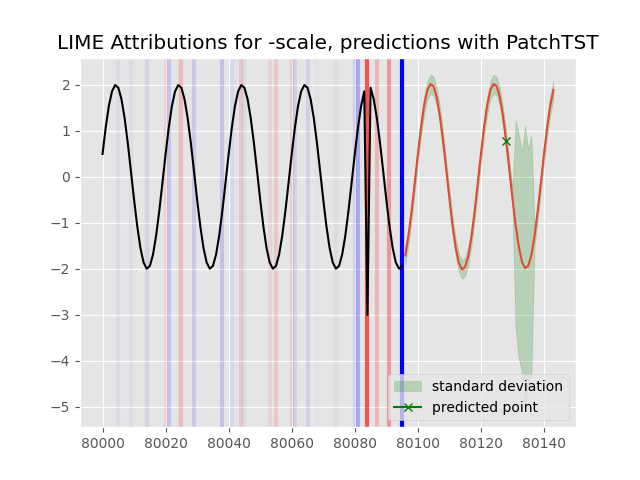 LIME Attributions for -scale, predictions with PatchTST
2
1
0
−1
−2
−3
−4
−5
standard deviation
predicted point
80000 80020 80040 80060 80080 80100 80120 80140